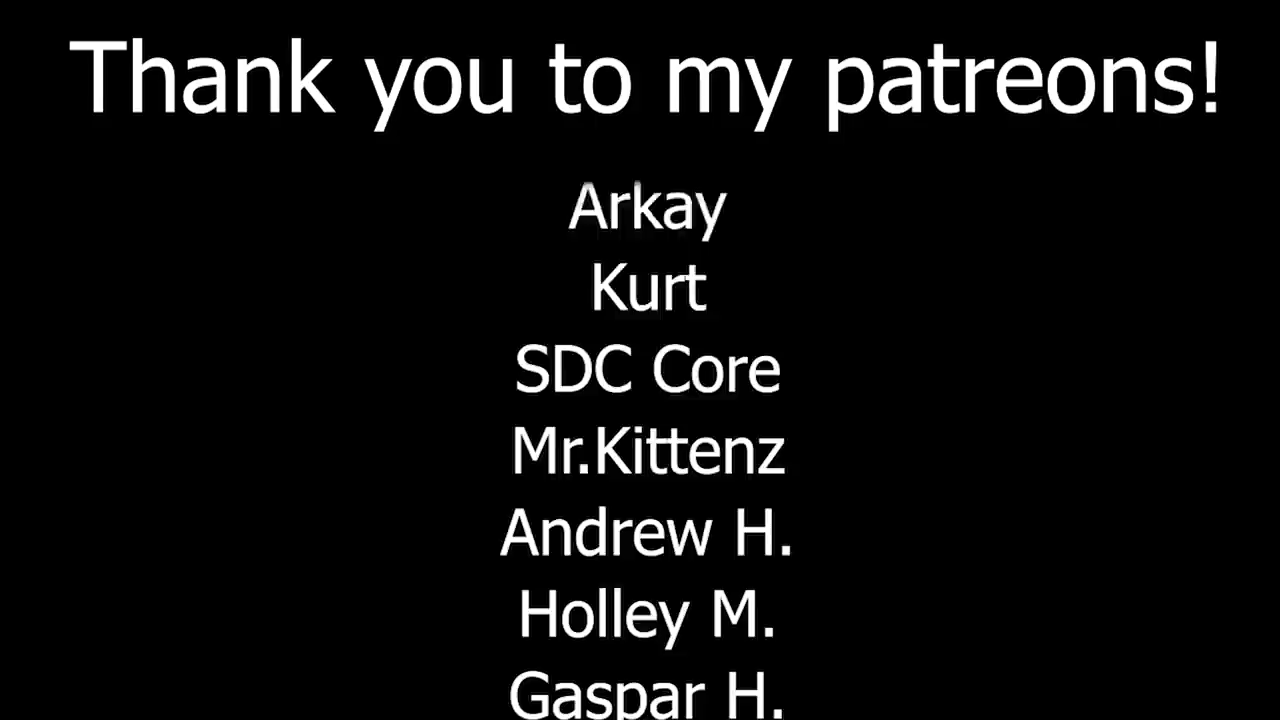 Thank you to my patreons!
Arkay
Kurt
SDC Core
Mr.Kittenz
Andrew H.
Holley M.
Gaspar H.